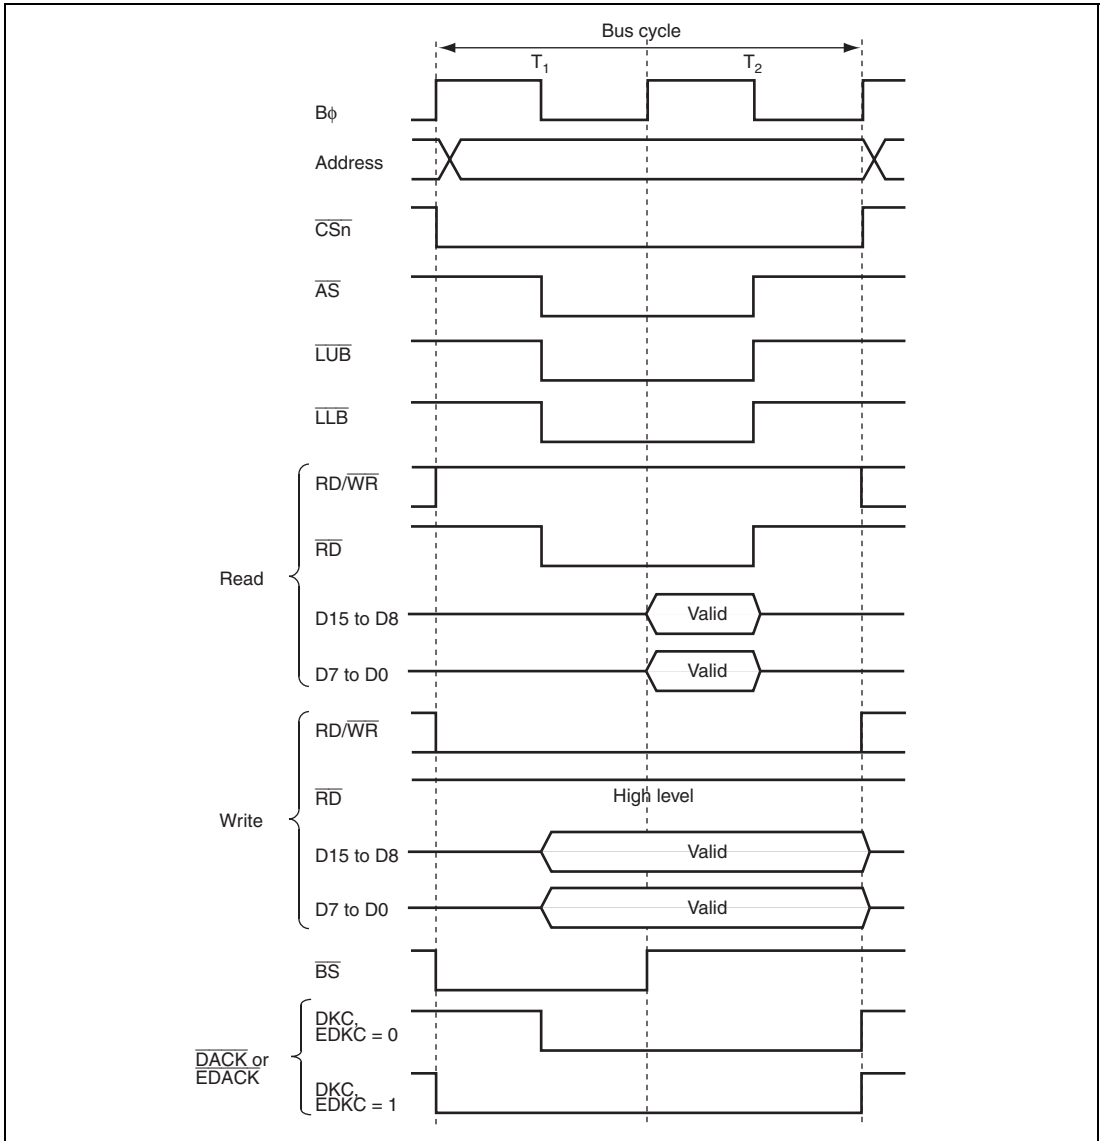 Bus cycle
T1 T2
Bϕ
Address
CSn
AS
LUB
LLB
Read
RD/WR
RD
D15 to D8 Valid
D7 to D0 Valid
Write
RD/WR
RD High level
D15 to D8 Valid
D7 to D0 Valid
BS
DACK or
EDACK
DKC,
EDKC = 0
DKC,
EDKC = 1